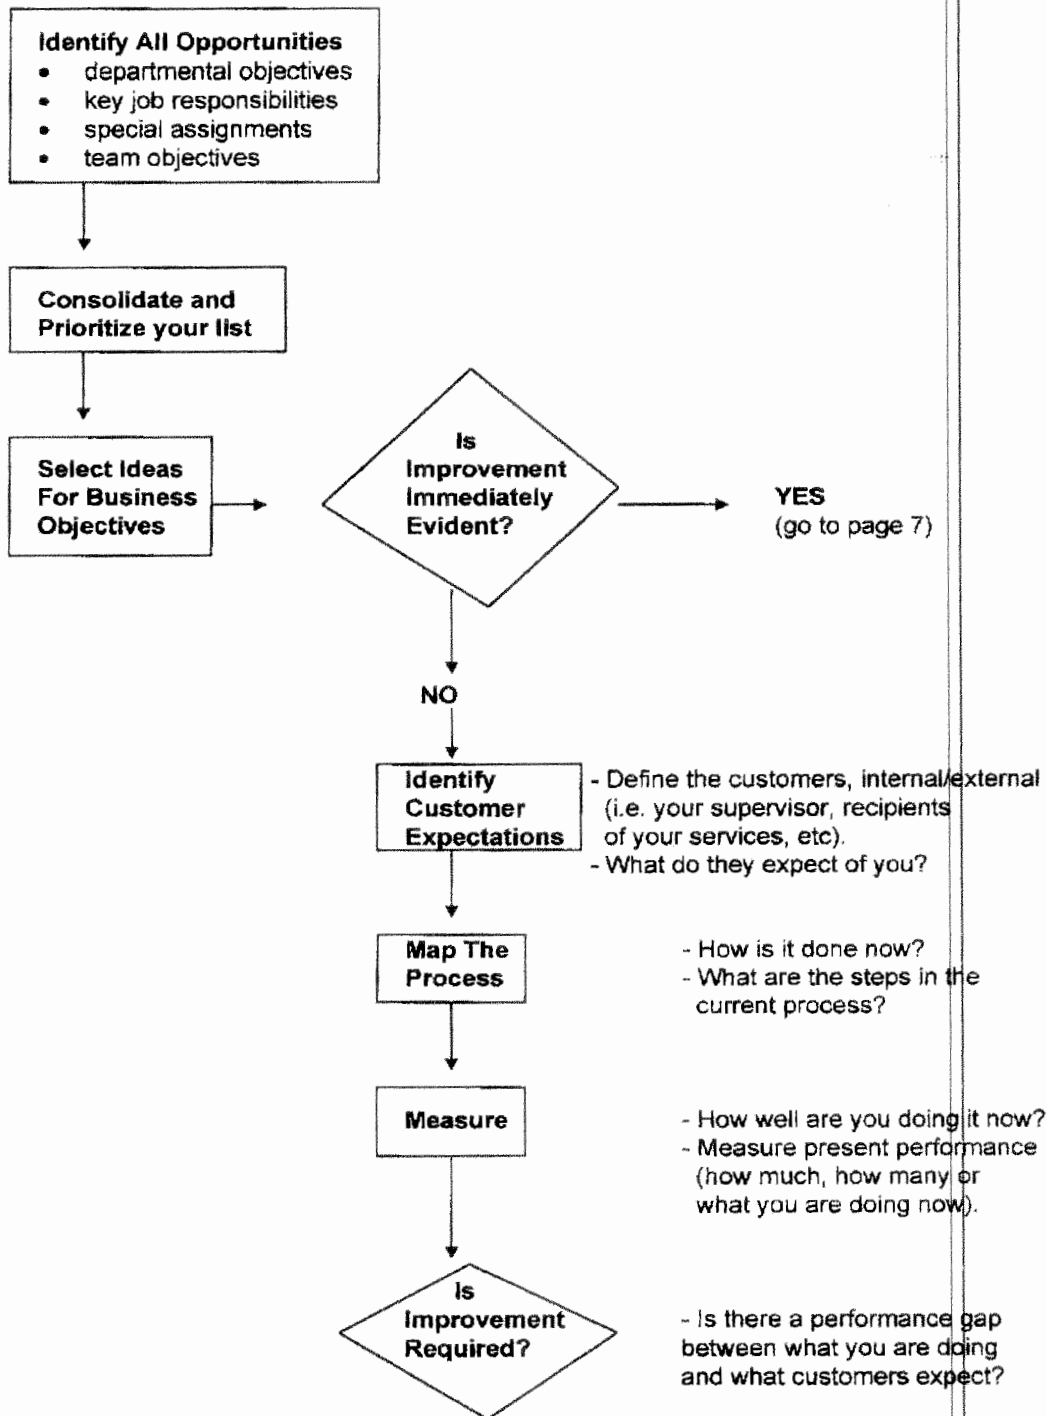 Identify All Opportunities
• departmental objectives
• key job responsibilities
• special assignments
• team objectives
Consolidate and
Prioritize your list
Select Ideas
For Business
Objectives
Is
Improvement
Immediately
Evident?
YES
(go to page 7)
NO
Identify
Customer
Expectations
- Define the customers, internal/external
(i.e. your supervisor, recipients
of your services, etc).
- What do they expect of you?
Map The
Process
- How is it done now?
- What are the steps in the
current process?
Measure
- How well are you doing it now?
- Measure present performance
(how much, how many or
what you are doing now).
Is
Improvement
Required?
- Is there a performance gap
between what you are doing
and what customers expect?